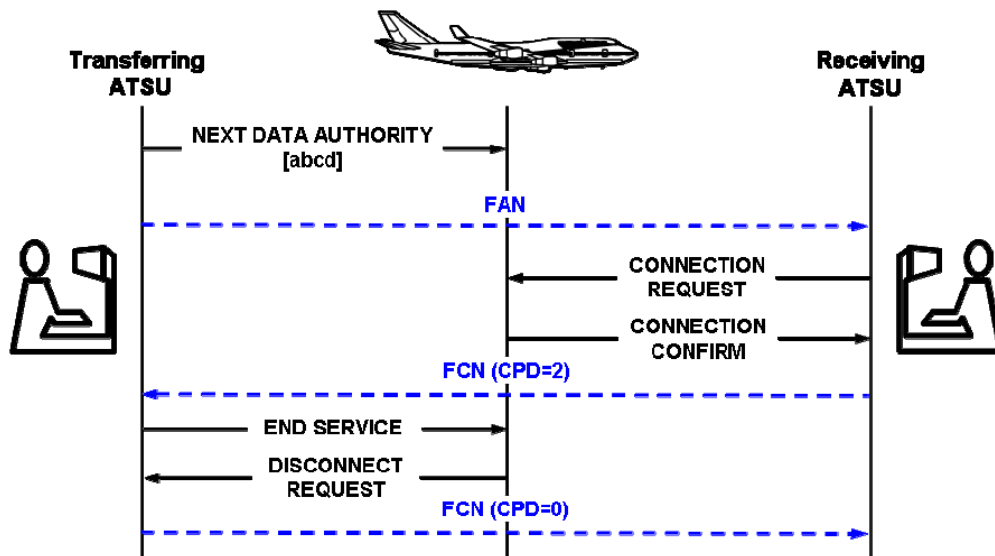 Transferring
ATSU
Receiving
ATSU
NEXT DATA AUTHORITY
[abcd]
FAN
CONNECTION
REQUEST
CONNECTION
CONFIRM
FCN (CPD=2)
END SERVICE
DISCONNECT
REQUEST
FCN (CPD=0)